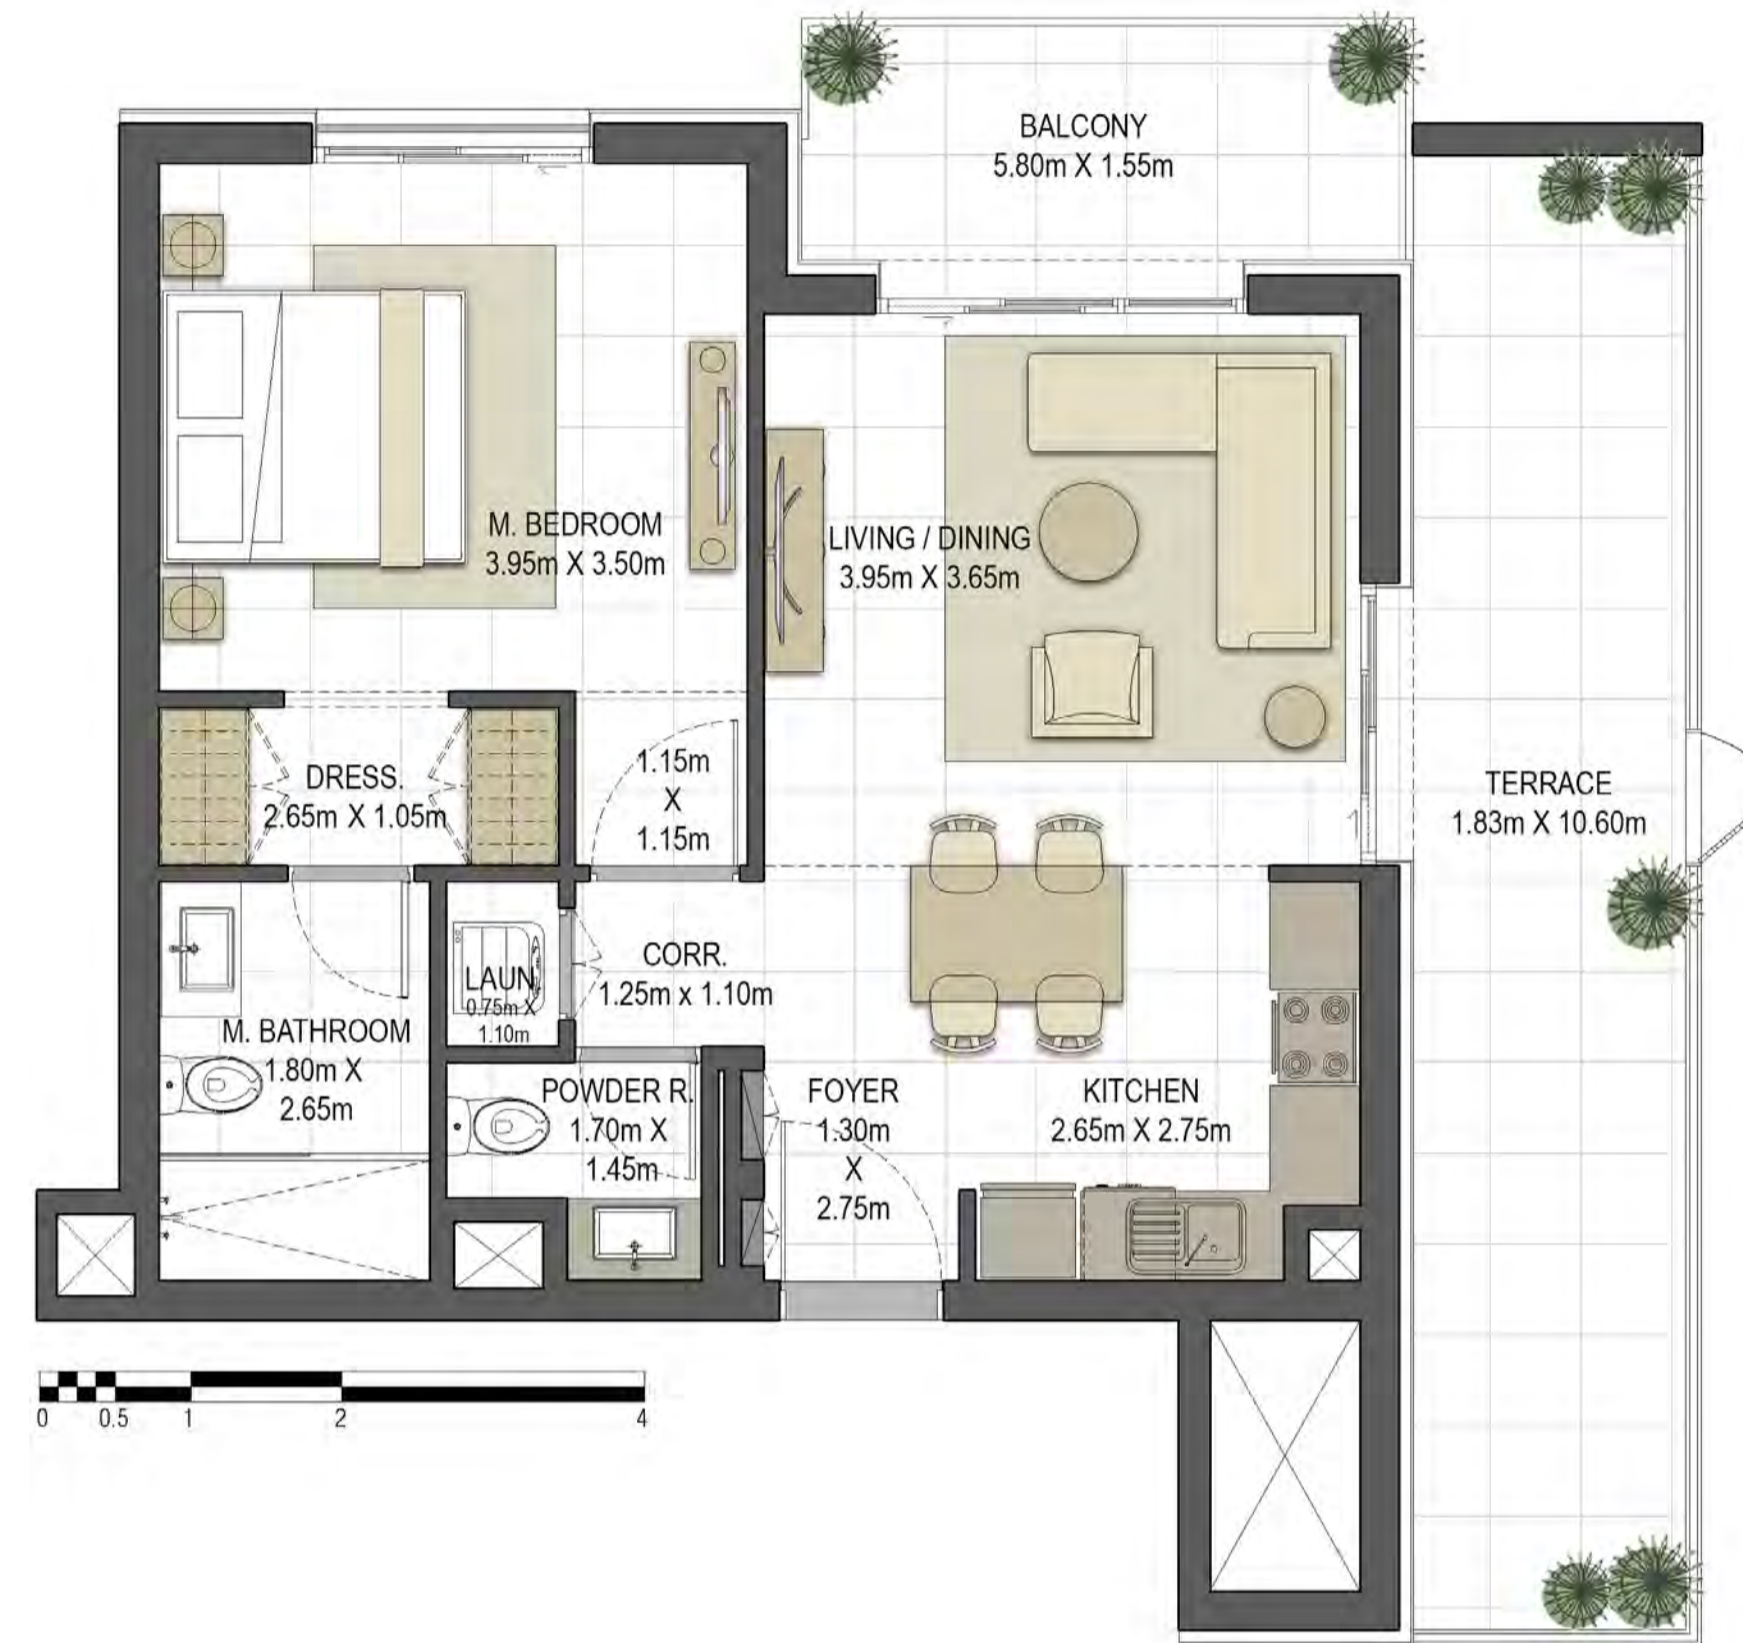 BALCONY
5.80m X 1.55m
M. BEDROOM
3.95m X 3.50m
LIVING / DINING
3.95m X 3.65m
DRESS.
2.65m X 1.05m
1.15m
X
1.15m
TERRACE
1.83m X 10.60m
LAUN
0.75m X
1.10m
CORR.
1.25m x 1.10m
M. BATHROOM
1.80m X
2.65m
POWDER R.
1.70m X
1.45m
FOYER
1.30m
X
2.75m
KITCHEN
2.65m X 2.75m
0 0.5 1 2 4